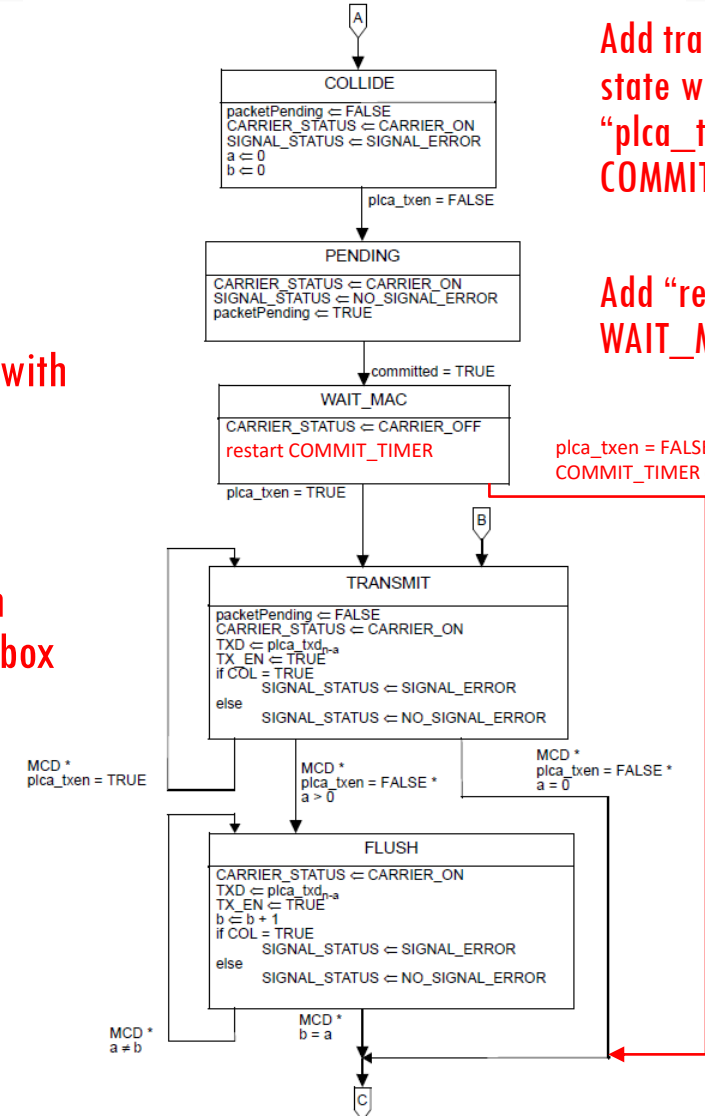 A
COLLIDE
packetPending ⇐ FALSE
CARRIER_STATUS ⇐ CARRIER_ON
SIGNAL_STATUS ⇐ SIGNAL_ERROR
a ⇐ 0
b ⇐ 0
plca_txen = FALSE
PENDING
CARRIER_STATUS ⇐ CARRIER_ON
SIGNAL_STATUS ⇐ NO_SIGNAL_ERROR
packetPending ⇐ TRUE
committed = TRUE
WAIT_MAC
CARRIER_STATUS ⇐ CARRIER_OFF
restart COMMIT_TIMER
plca_txen = TRUE
B
TRANSMIT
packetPending ⇐ FALSE
CARRIER_STATUS ⇐ CARRIER_ON
TXD ⇐ plca_txdn-a
TX_EN ⇐ TRUE
if COL = TRUE
SIGNAL_STATUS ⇐ SIGNAL_ERROR
else
SIGNAL_STATUS ⇐ NO_SIGNAL_ERROR
MCD *
plca_txen = TRUE
MCD *
plca_txen = FALSE *
a > 0
MCD *
plca_txen = FALSE *
a = 0
FLUSH
CARRIER_STATUS ⇐ CARRIER_ON
TXD ⇐ plca_txdn-a
TX_EN ⇐ TRUE
b ⇐ b + 1
if COL = TRUE
SIGNAL_STATUS ⇐ SIGNAL_ERROR
else
SIGNAL_STATUS ⇐ NO_SIGNAL_ERROR
MCD *
a ≠ b
MCD *
b = a
C
with
box
Add tra
state w
"plca_t
COMMIT
Add "re
WAIT_M
plca_txen = FALSE
COMMIT_TIMER